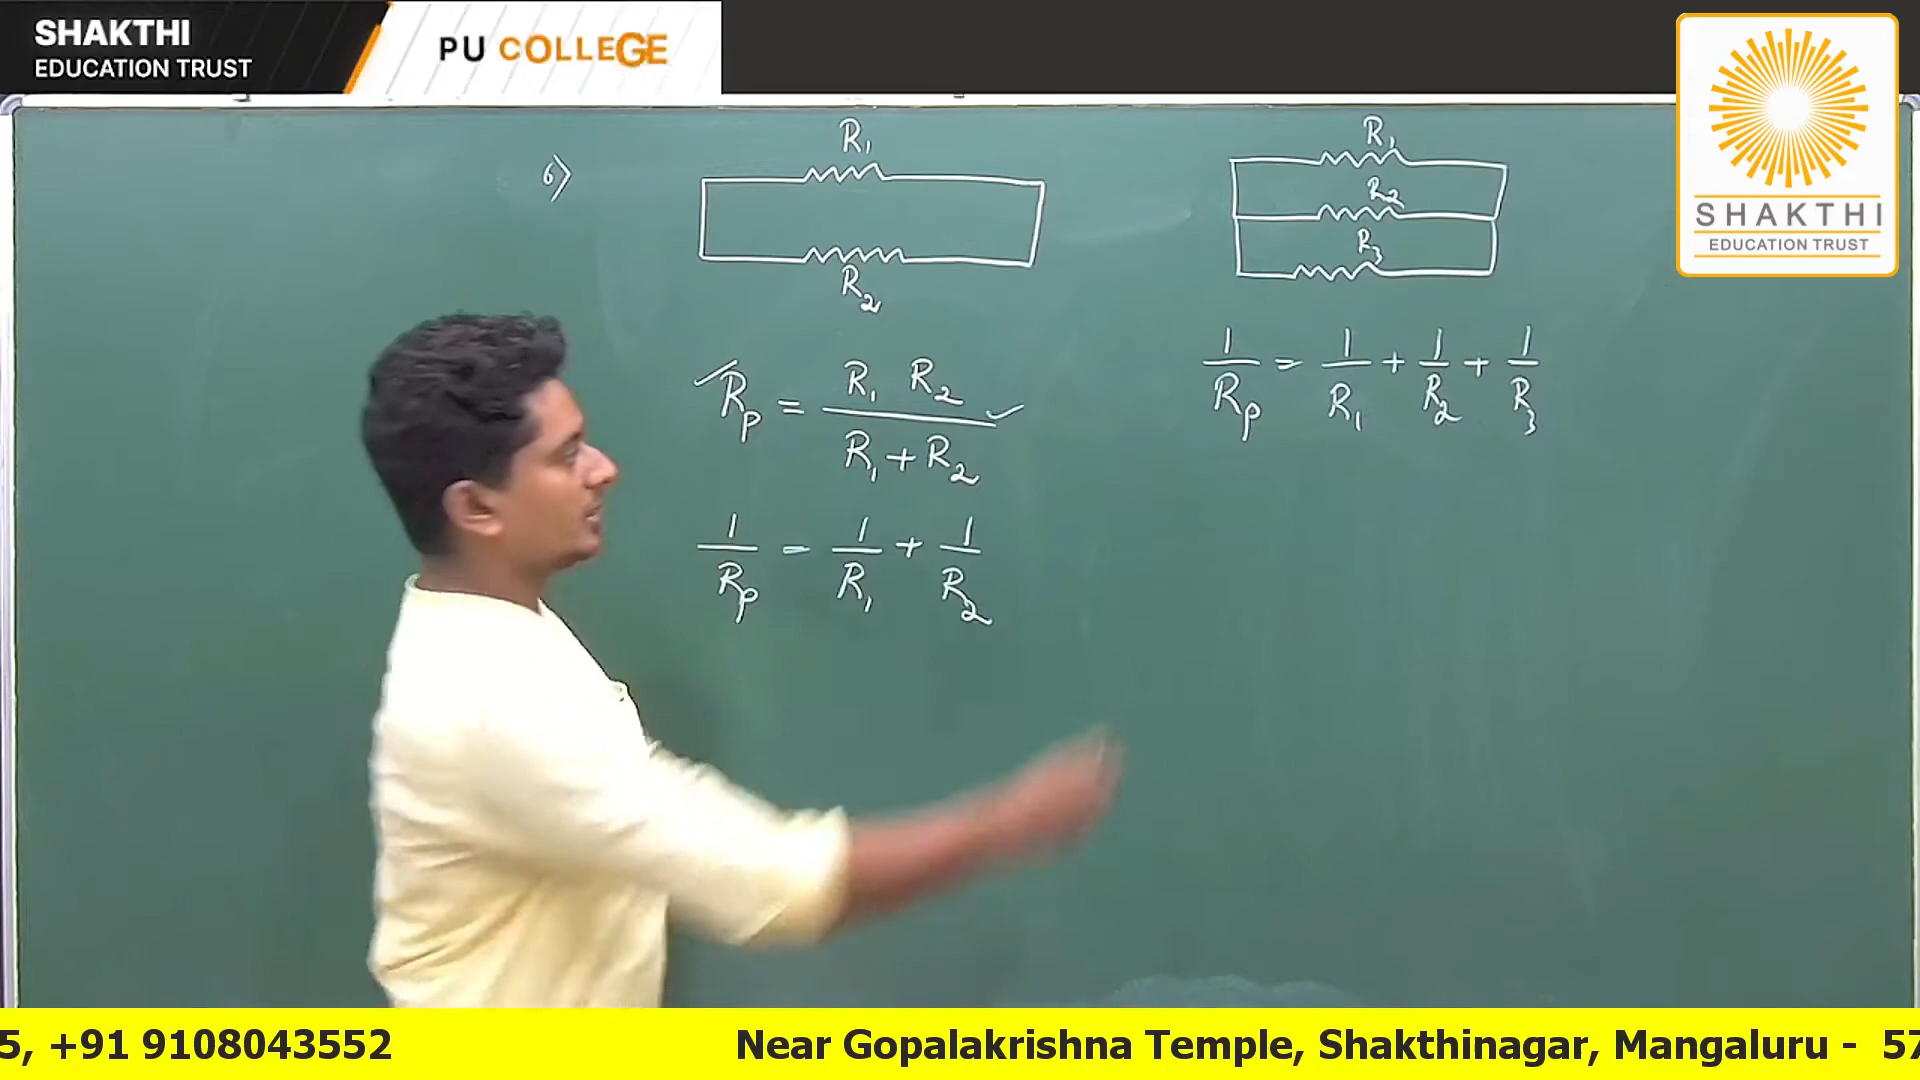 SHAKTHI
EDUCATION TRUST
PU COLLEGE
SHAKTHI
EDUCATION TRUST
6)
R₁
R₂
R₁
R₂
R₃
Rₚ = R₁ R₂ / R₁ + R₂
1/Rₚ = 1/R₁ + 1/R₂
1/Rₚ = 1/R₁ + 1/R₂ + 1/R₃
5, +91 9108043552 Near Gopalakrishna Temple, Shakthinagar, Mangaluru - 57